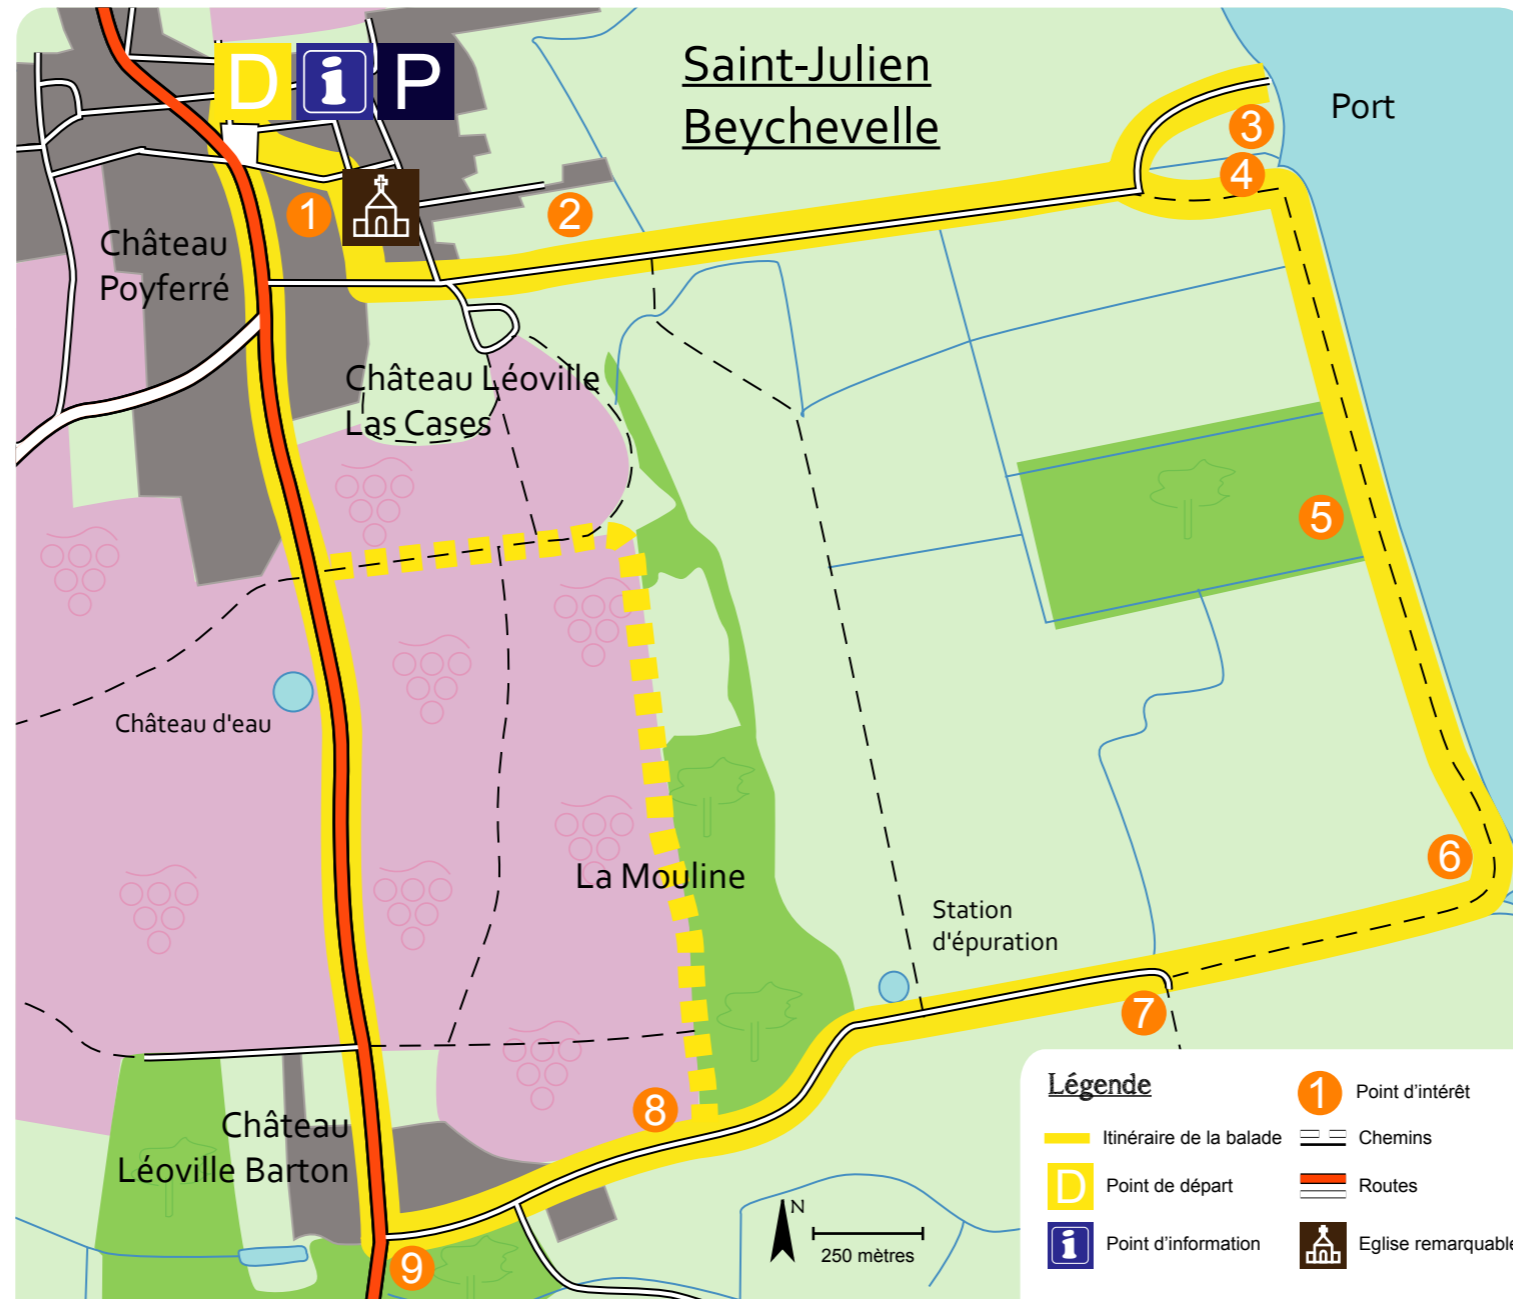 D i P
Saint-Julien
Beychevelle
Port
3
4
1
2
Château
Poyferré
Château Léoville
Las Cases
5
Château d'eau
La Mouline
6
Station
d'épuration
7
8
Château
Léoville Barton
9
N
250 mètres
Légende
1 Point d'intérêt
Itinéraire de la balade
Chemins
D Point de départ
Routes
i Point d'information
Eglise remarquable